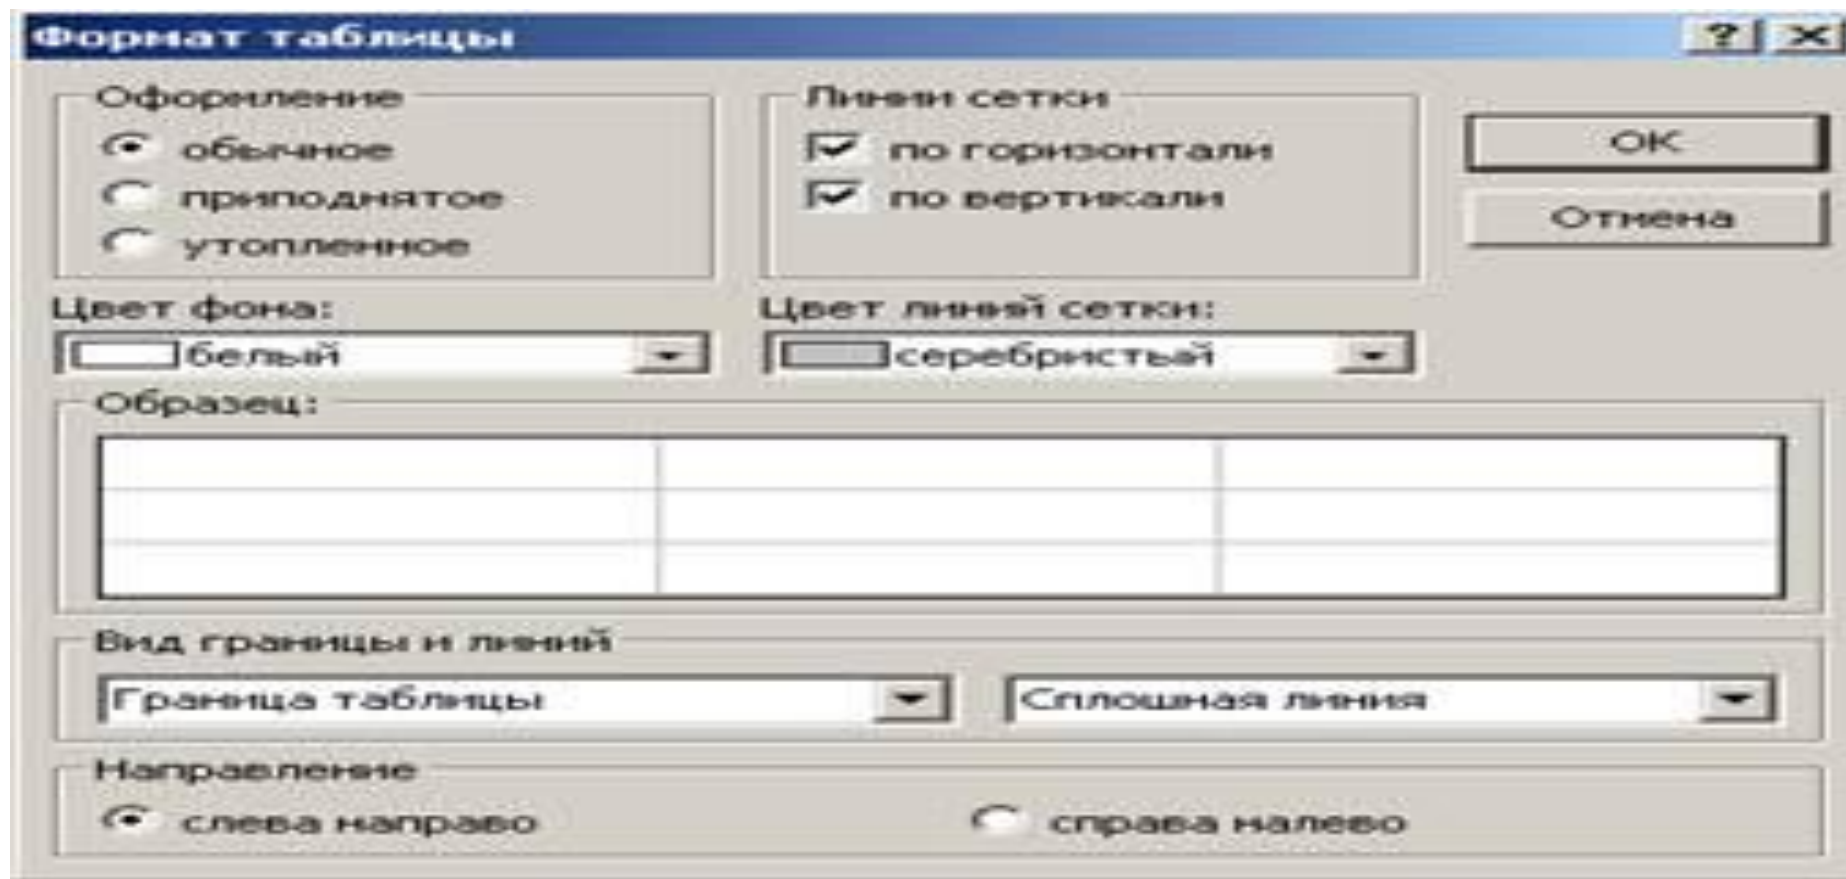 Формат таблицы
Оформление
обычное
приподнятое
утопленное
Линии сетки
по горизонтали
по вертикали
ОК
Отмена
Цвет фона:
белый
Цвет линий сетки:
серебристый
Образец:
Вид границы и линий
Граница таблицы
Сплошная линия
Направление
слева направо
справа налево